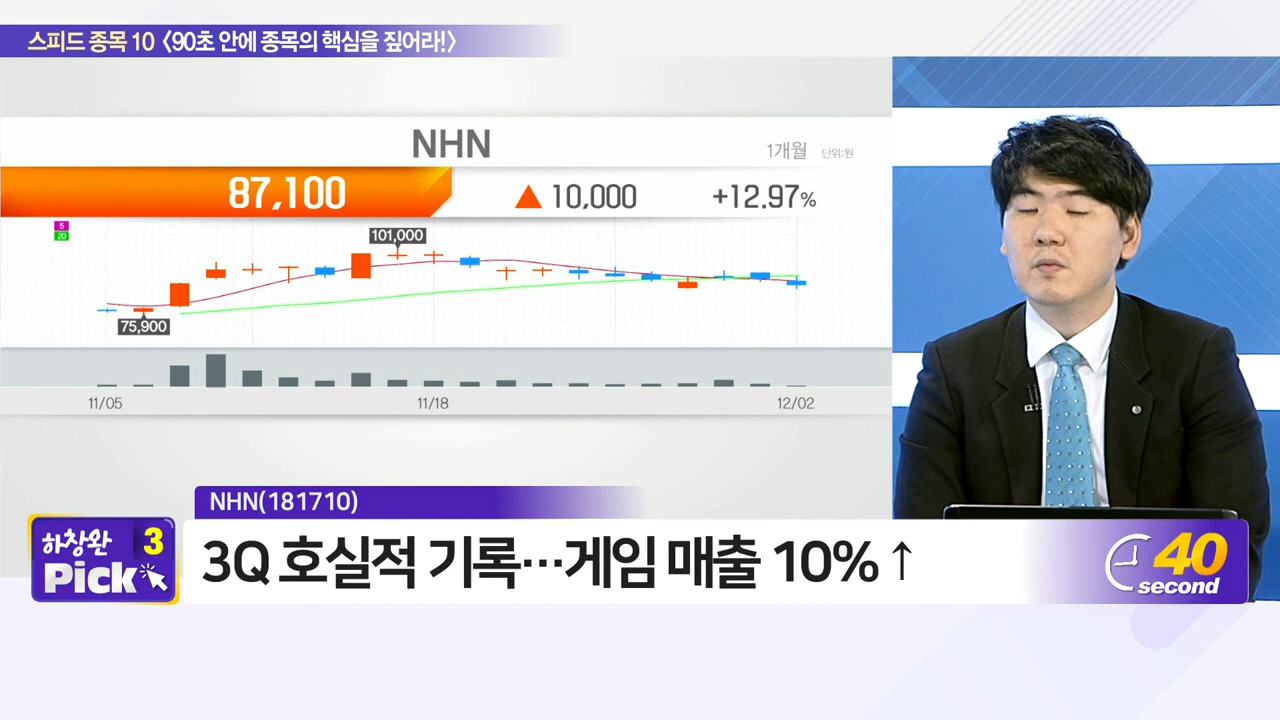 스피드 종목 10 〈90초 안에 종목의 핵심을 짚어라!〉
NHN
1개월 단위:원
87,100 ▲ 10,000 +12.97%
5
20
101,000
75,900
11/05 11/18 12/02
NHN(181710)
하창완 3
Pick
3Q 호실적 기록…게임 매출 10%↑
40
second